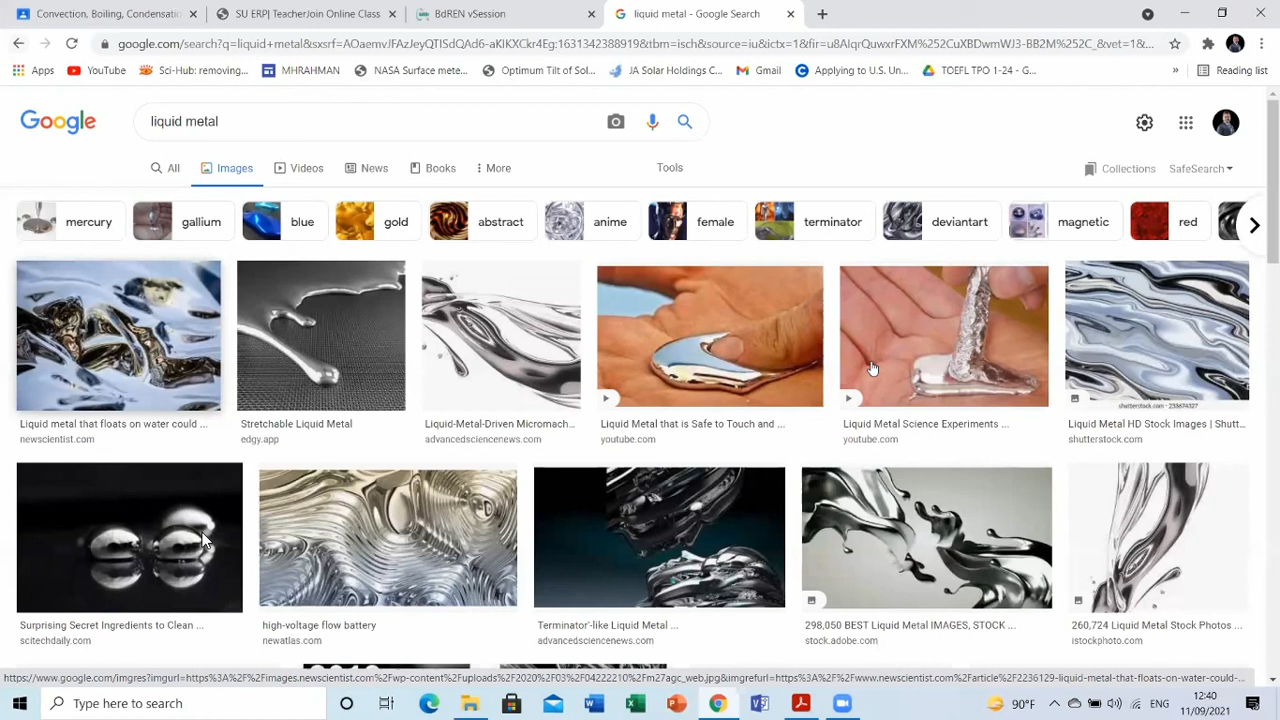 Convection, Boiling, Condensatio
SU ERP| TeacherJoin Online Class
BdREN vSession
liquid metal - Google Search
google.com/search?q=liquid+metal&sxsrf=AOaemvJFAzJeyQTISdQAd6-aKIKXCkyAEg:1631342388919&tbm=isch&source=iu&ictx=1&fir=u8AIqrQuwxrFXM%252CuXBDwmWJ3-BB2M%252C_&vet=1&...
Apps
YouTube
Sci-Hub: removing...
MHRAHMAN
NASA Surface mete...
Optimum Tilt of Sol...
JA Solar Holdings C...
Gmail
Applying to U.S. Un...
TOEFL TPO 1-24 - G...
»
Reading list
Google
liquid metal
All
Images
Videos
News
Books
More
Tools
Collections
SafeSearch
mercury
gallium
blue
gold
abstract
anime
female
terminator
deviantart
magnetic
red
shutterstock.com · 233674327
Liquid metal that floats on water could ...
newscientist.com
Stretchable Liquid Metal
edgy.app
Liquid-Metal-Driven Micromach...
advancedsciencenews.com
Liquid Metal that is Safe to Touch and ...
youtube.com
Liquid Metal Science Experiments ...
youtube.com
Liquid Metal HD Stock Images | Shutt...
shutterstock.com
Surprising Secret Ingredients to Clean ...
scitechdaily.com
high-voltage flow battery
newatlas.com
Terminator'-like Liquid Metal ...
advancedsciencenews.com
298,050 BEST Liquid Metal IMAGES, STOCK ...
stock.adobe.com
260,724 Liquid Metal Stock Photos ...
istockphoto.com
https://www.google.com/imgres?imgurl=https%3A%2F%2Fimages.newscientist.com%2Fwp-content%2Fuploads%2F2020%2F03%2F04222210%2Fm27agc_web.jpg&imgrefurl=https%3A%2F%2Fwww.newscientist.com%2Farticle%2F2236129-liquid-metal-that-floats-on-water-could-...
Type here to search
90°F
ENG
12:40
11/09/2021